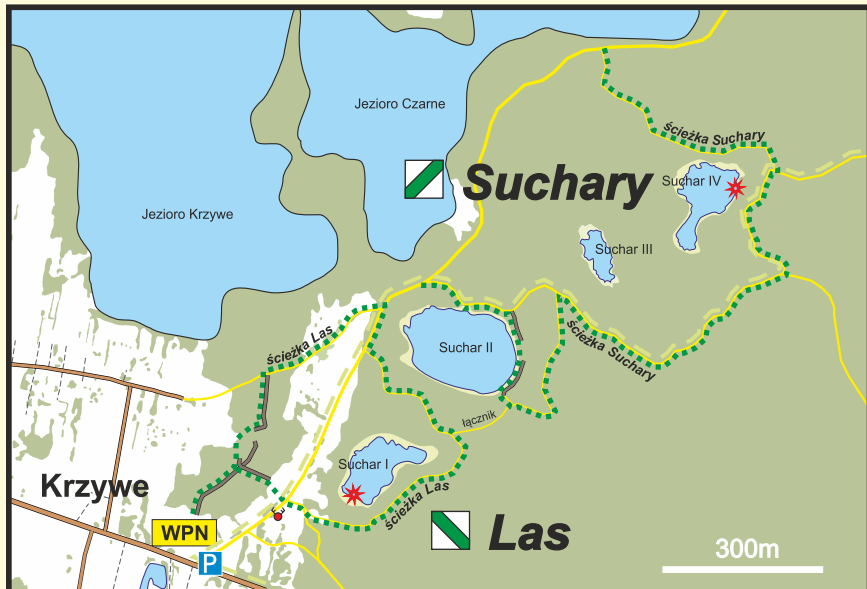 Jezioro Czarne
ścieżka Suchary
Suchary
Suchar IV
Jezioro Krzywe
Suchar III
ścieżka Las
Suchar II
ścieżka Suchary
łącznik
Suchar I
Krzywe
ścieżka Las
WPN
Las
P
300m